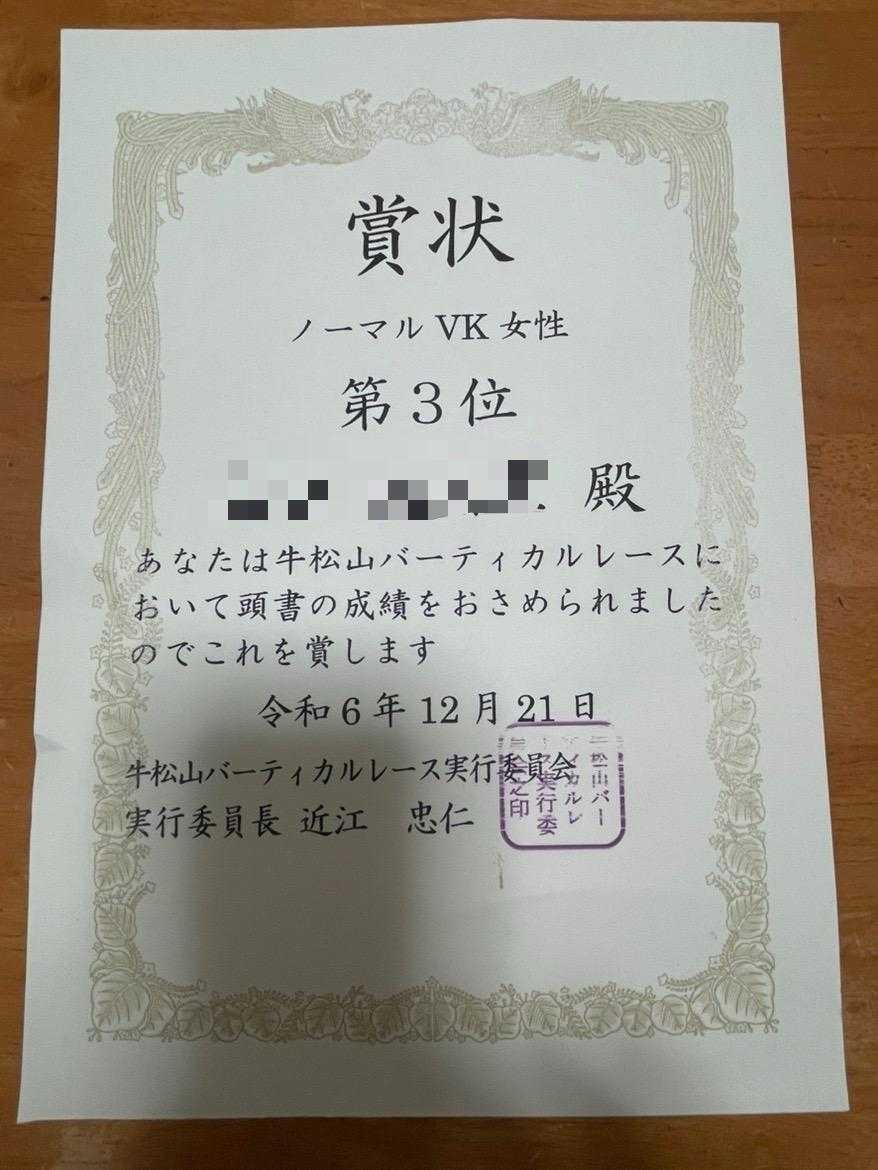 賞状
ノーマル VK 女性
第3位
殿
あなたは牛松山バーティカルレースに
おいて頭書の成績をおさめられました
のでこれを賞します
令和6年12月21日
牛松山バーティカルレース実行委員会
実行委員長 近江 忠仁